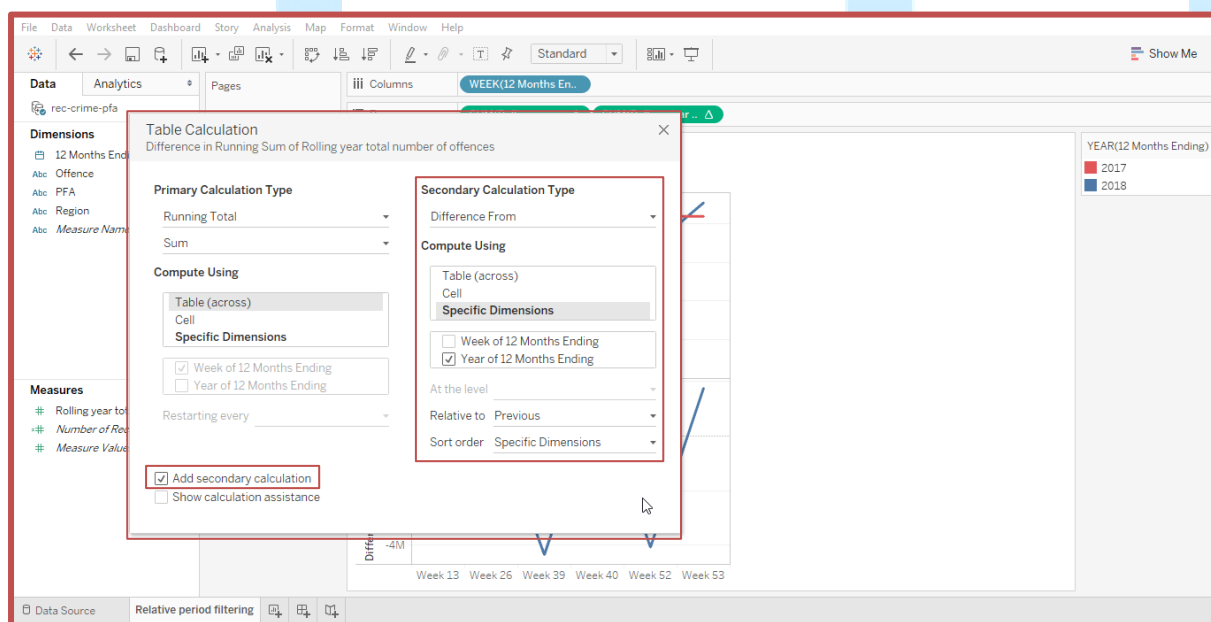 File Data Worksheet Dashboard Story Analysis Map Format Window Help
Standard
Show Me
Data Analytics
Pages
Columns
WEEK(12 Months En..
rec-crime-pfa
Dimensions
12 Months Endi
Abc Offence
Abc PFA
Abc Region
Abc Measure Name
Measures
Rolling year tot
Number of Rec
Measure Value
Table Calculation
Difference in Running Sum of Rolling year total number of offences
Primary Calculation Type
Running Total
Sum
Compute Using
Table (across)
Cell
Specific Dimensions
Week of 12 Months Ending
Year of 12 Months Ending
Restarting every
Add secondary calculation
Show calculation assistance
Secondary Calculation Type
Difference From
Compute Using
Table (across)
Cell
Specific Dimensions
Week of 12 Months Ending
Year of 12 Months Ending
At the level
Relative to Previous
Sort order Specific Dimensions
YEAR(12 Months Ending)
2017
2018
Differ
-4M
Week 13 Week 26 Week 39 Week 40 Week 52 Week 53
Data Source
Relative period filtering